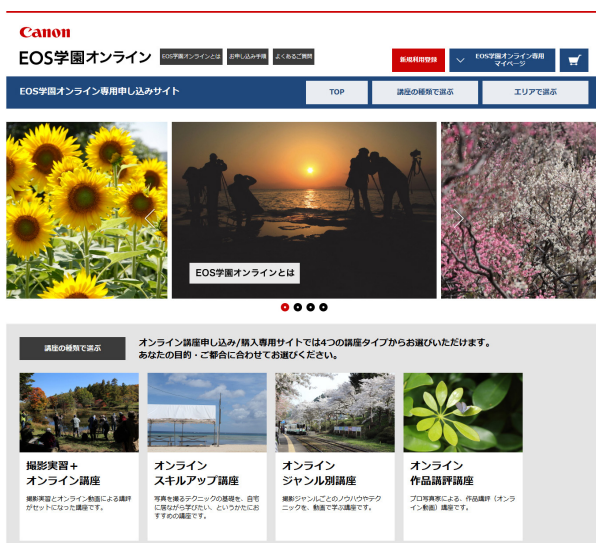 Canon
EOS学園オンライン
EOS学園オンラインとは
お申し込み手順
よくあるご質問
新規利用登録
EOS学園オンライン専用
マイページ
EOS学園オンライン専用申し込みサイト
TOP
講座の種類で選ぶ
エリアで選ぶ
EOS学園オンラインとは
講座の種類で選ぶ
オンライン講座申し込み/購入専用サイトでは4つの講座タイプからお選びいただけます。
あなたの目的・ご都合に合わせてお選びください。
撮影実習+
オンライン講座
撮影実習とオンライン動画による講評
がセットになった講座です。
オンライン
スキルアップ講座
写真を撮るテクニックの基礎を、自宅
に居ながら学びたい、というかたにお
すすめの講座です。
オンライン
ジャンル別講座
撮影ジャンルごとのノウハウやテク
ニックを、動画で学ぶ講座です。
オンライン
作品講評講座
プロ写真家による、作品講評（オンラ
イン動画）講座です。